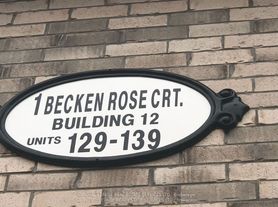 1 BECKEN ROSE CRT.
BUILDING 12
UNITS 129-139